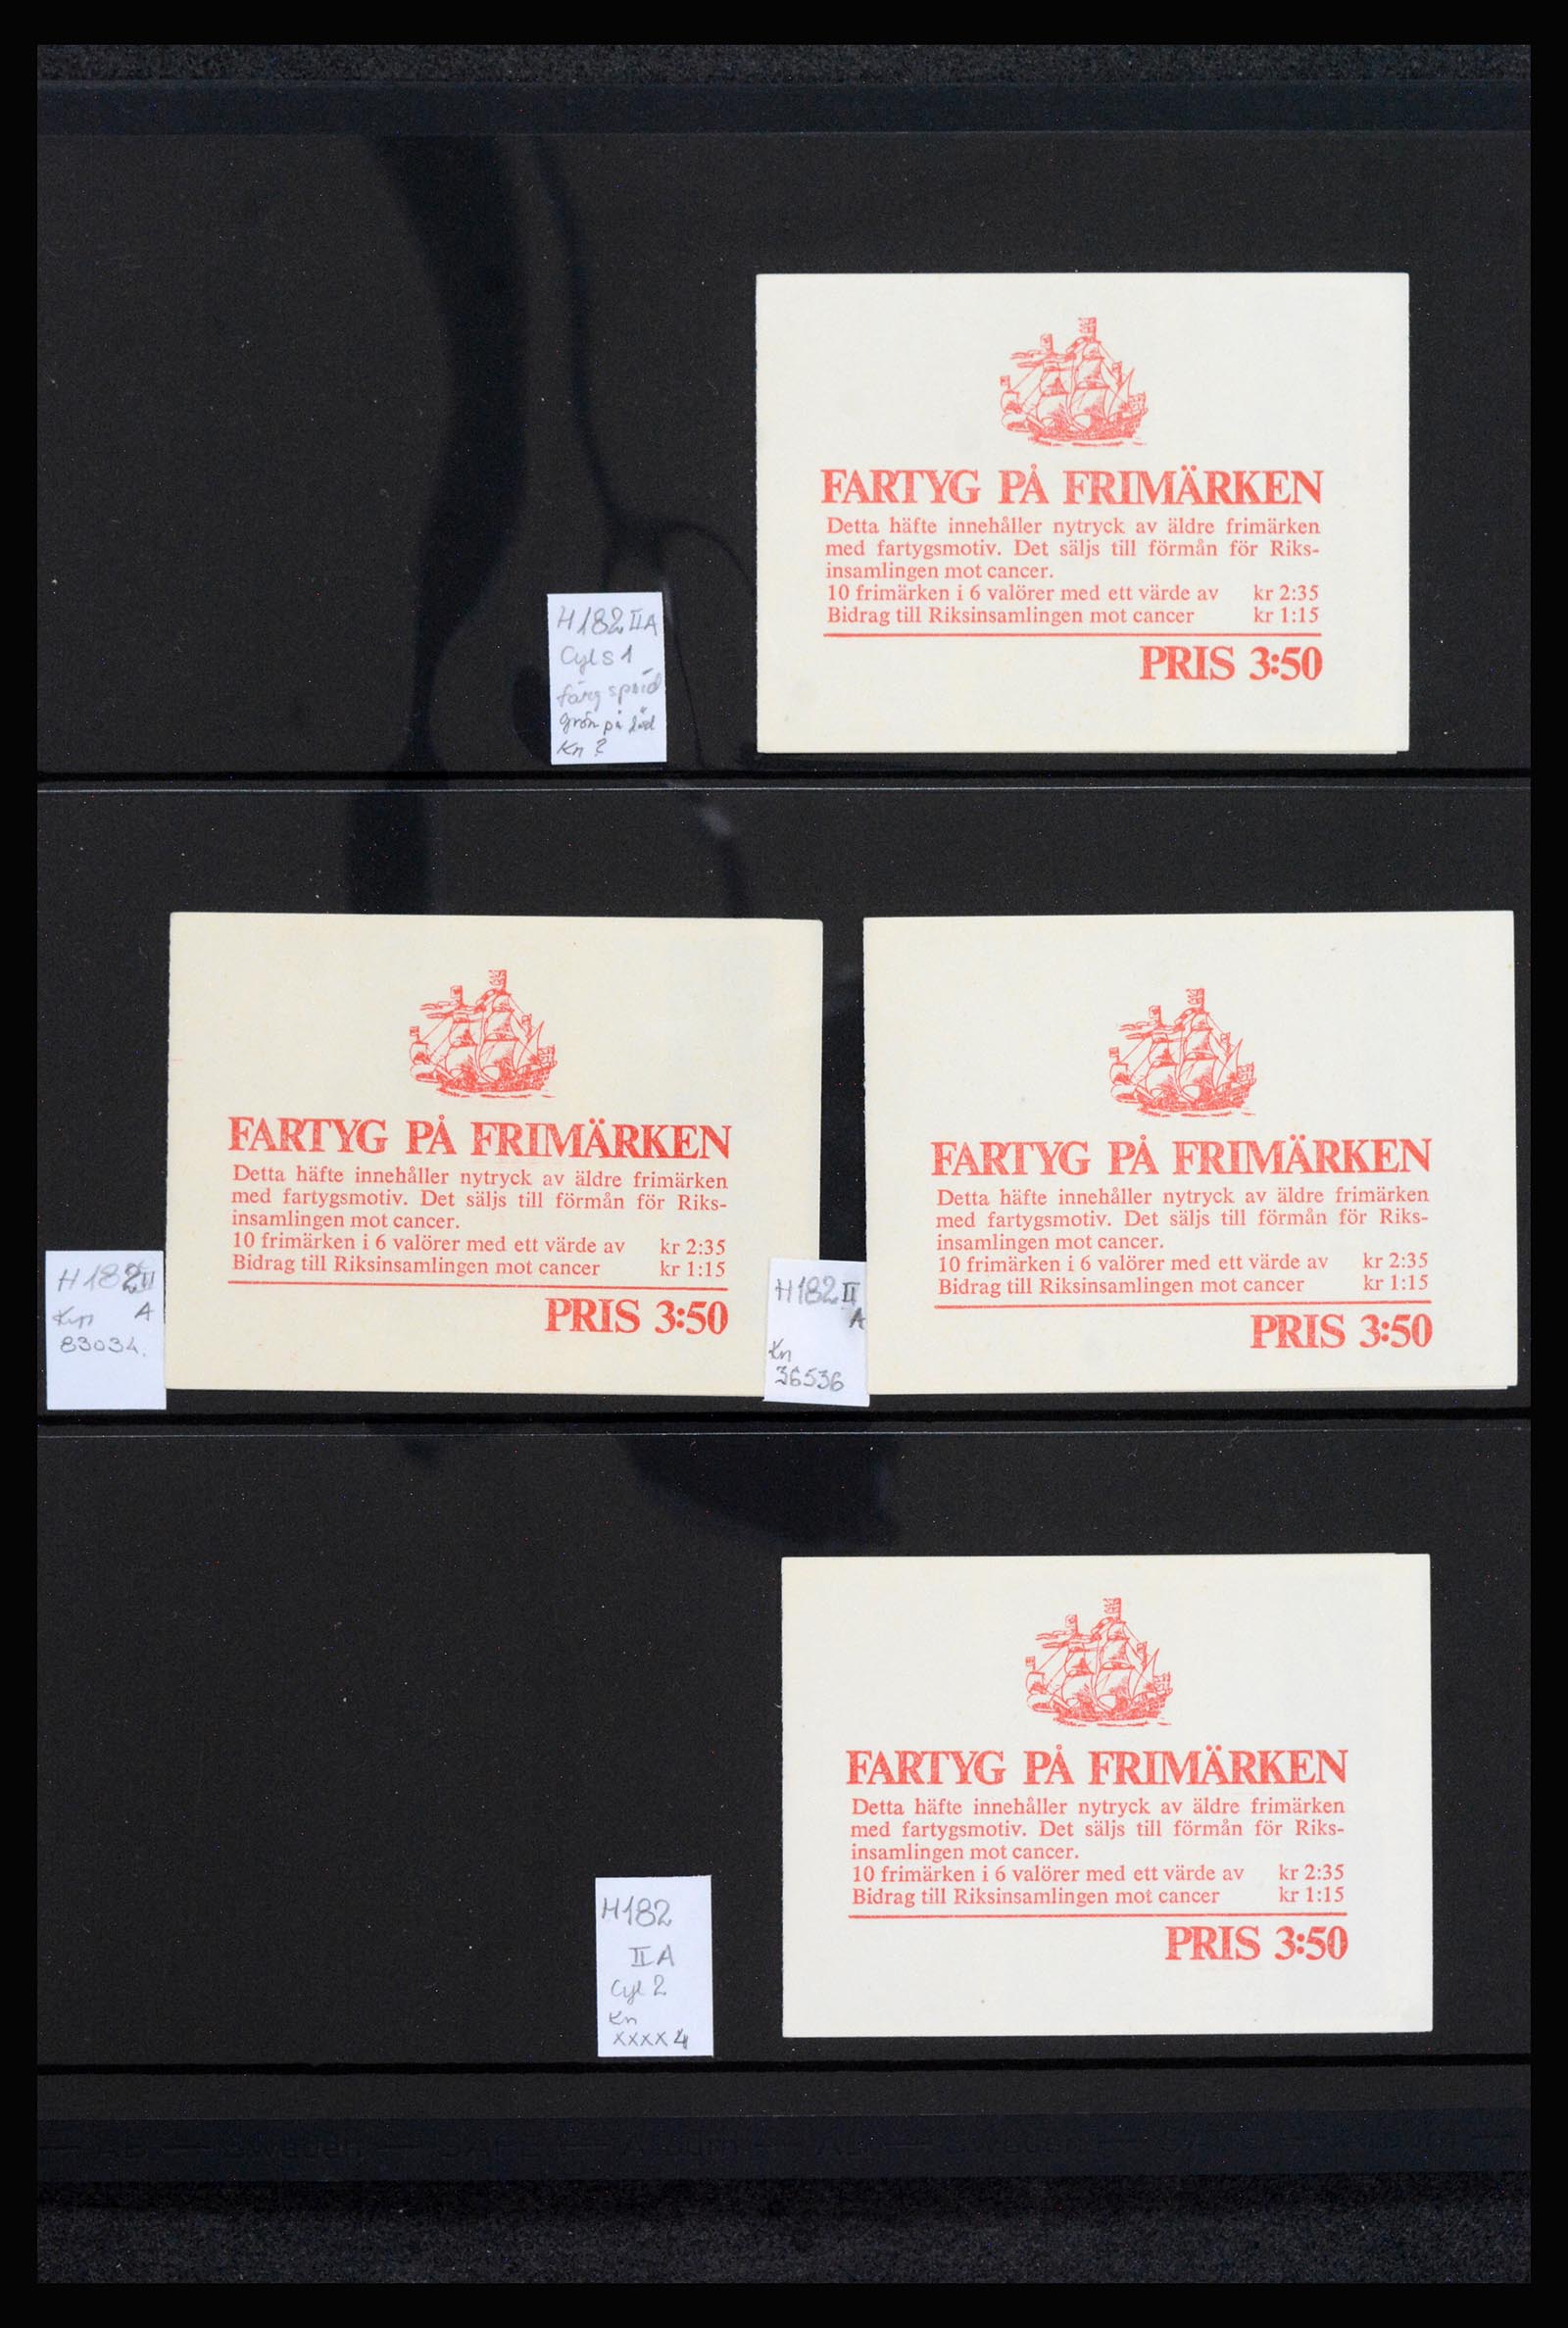 FARTYG PÅ FRIMÄRKEN
Detta häfte innehåller nytryck av äldre frimärken
med fartygsmotiv. Det säljs till förmån för Riks-
insamlingen mot cancer.
10 frimärken i 6 valörer med ett värde av kr 2:35
Bidrag till Riksinsamlingen mot cancer kr 1:15
PRIS 3:50
H182 II A
Cyl S 1
färg
grön på
Kn ?
FARTYG PÅ FRIMÄRKEN
Detta häfte innehåller nytryck av äldre frimärken
med fartygsmotiv. Det säljs till förmån för Riks-
insamlingen mot cancer.
10 frimärken i 6 valörer med ett värde av kr 2:35
Bidrag till Riksinsamlingen mot cancer kr 1:15
PRIS 3:50
H182 II
Kn A
83034.
FARTYG PÅ FRIMÄRKEN
Detta häfte innehåller nytryck av äldre frimärken
med fartygsmotiv. Det säljs till förmån för Riks-
insamlingen mot cancer.
10 frimärken i 6 valörer med ett värde av kr 2:35
Bidrag till Riksinsamlingen mot cancer kr 1:15
PRIS 3:50
H182 II
A
Kn
36536
FARTYG PÅ FRIMÄRKEN
Detta häfte innehåller nytryck av äldre frimärken
med fartygsmotiv. Det säljs till förmån för Riks-
insamlingen mot cancer.
10 frimärken i 6 valörer med ett värde av kr 2:35
Bidrag till Riksinsamlingen mot cancer kr 1:15
PRIS 3:50
H182
II A
Cyl 2
Kn
XXXX4